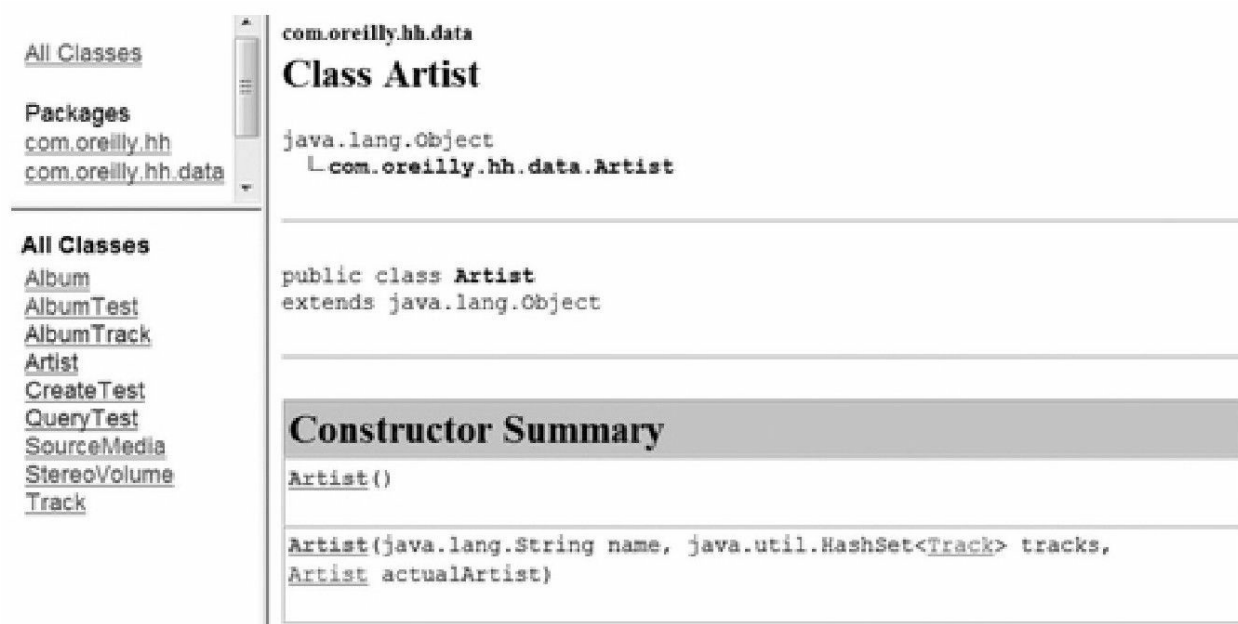 All Classes
Packages
com.oreilly.hh
com.oreilly.hh.data
All Classes
Album
AlbumTest
AlbumTrack
Artist
CreateTest
QueryTest
SourceMedia
StereoVolume
Track
com.oreilly.hh.data
Class Artist
java.lang.Object
com.oreilly.hh.data.Artist
public class Artist
extends java.lang.Object
Constructor Summary
Artist()
Artist(java.lang.String name, java.util.HashSet<Track> tracks,
Artist actualArtist)